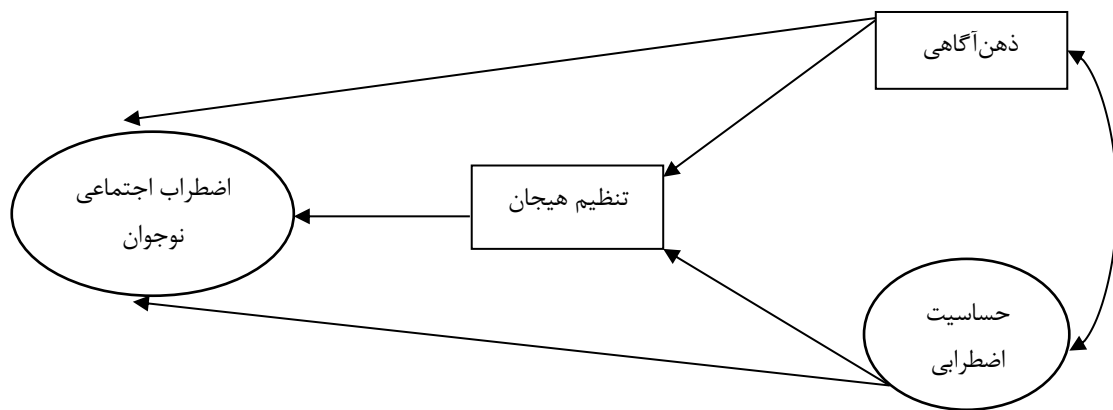 ذهن‌آگاهی
تنظیم هیجان
اضطراب اجتماعی
نوجوان
حساسیت
اضطرابی